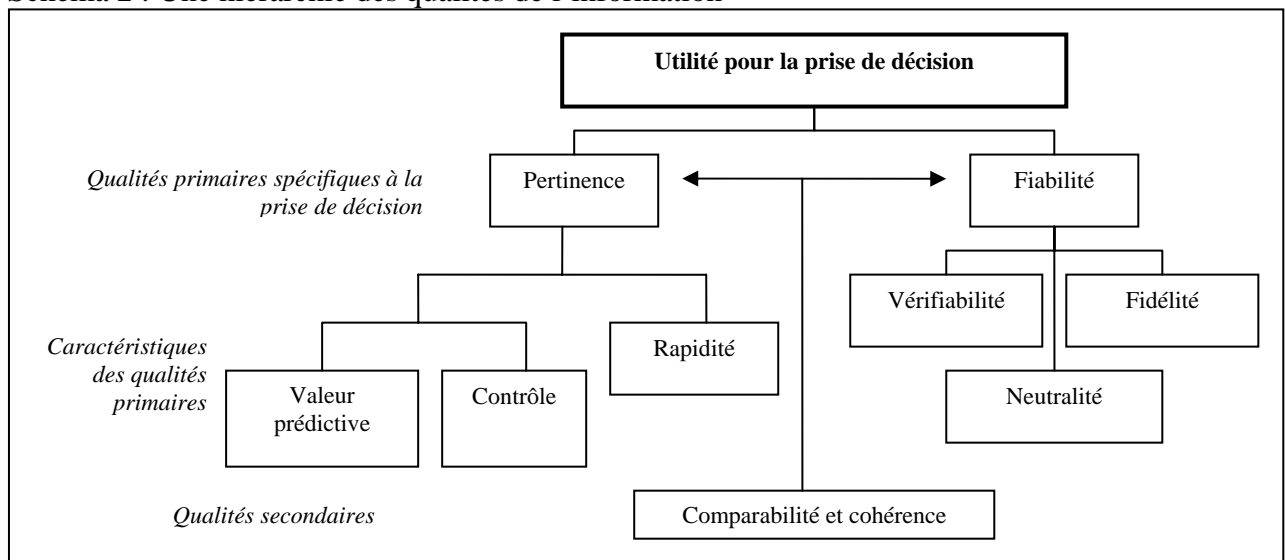 Schéma 2 : Une hiérarchie des qualités de l'information
Utilité pour la prise de décision
Qualités primaires spécifiques à la
prise de décision
Pertinence
Fiabilité
Vérifiabilité
Fidélité
Caractéristiques
des qualités
primaires
Rapidité
Valeur
prédictive
Contrôle
Neutralité
Qualités secondaires
Comparabilité et cohérence